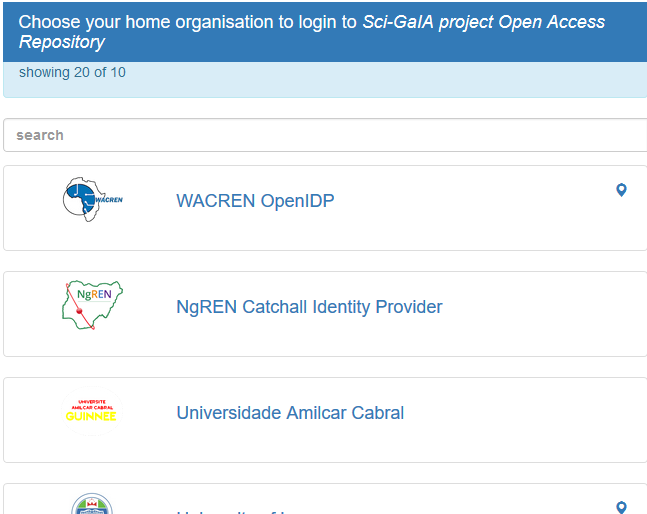 Choose your home organisation to login to Sci-GaIA project Open Access
Repository
showing 20 of 10
search
WACREN
WACREN OpenIDP
NgREN
NgREN Catchall Identity Provider
UNIVERSITE
AMILCAR CABRAL
GUINNEE
Universidade Amilcar Cabral